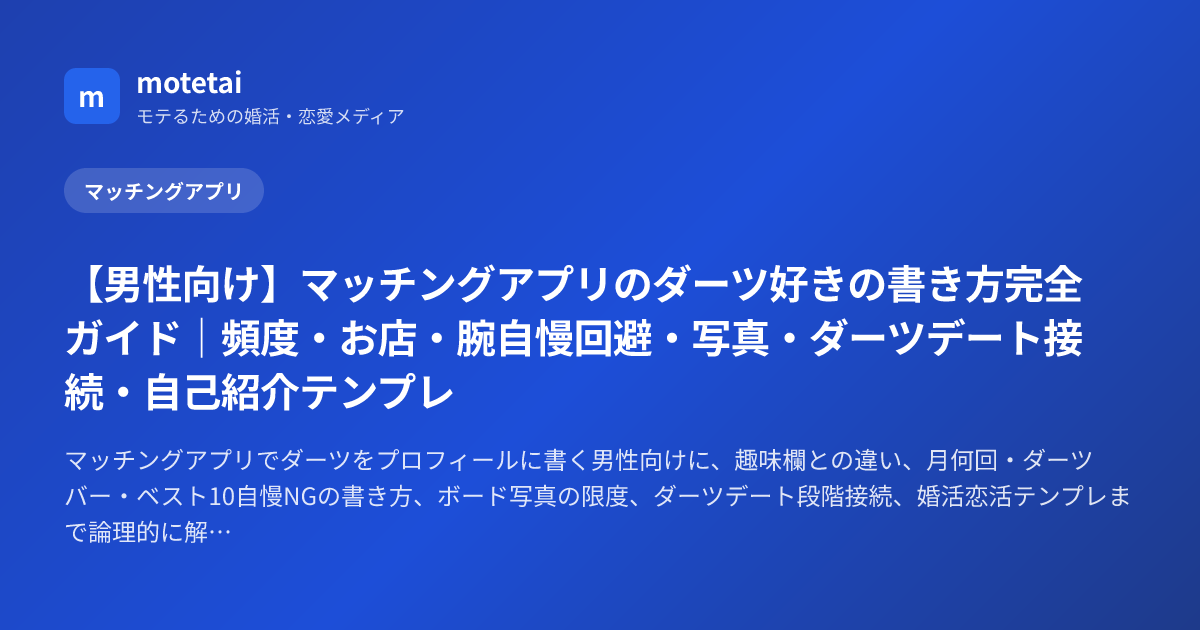 m
motetai
モテるための婚活・恋愛メディア
マッチングアプリ
【男性向け】マッチングアプリのダーツ好きの書き方完全
ガイド｜頻度・お店・腕自慢回避・写真・ダーツデート接
続・自己紹介テンプレ
マッチングアプリでダーツをプロフィールに書く男性向けに、趣味欄との違い、月何回・ダーツ
バー・ベスト10自慢NGの書き方、ボード写真の限度、ダーツデート段階接続、婚活恋活テンプレま
で論理的に解…